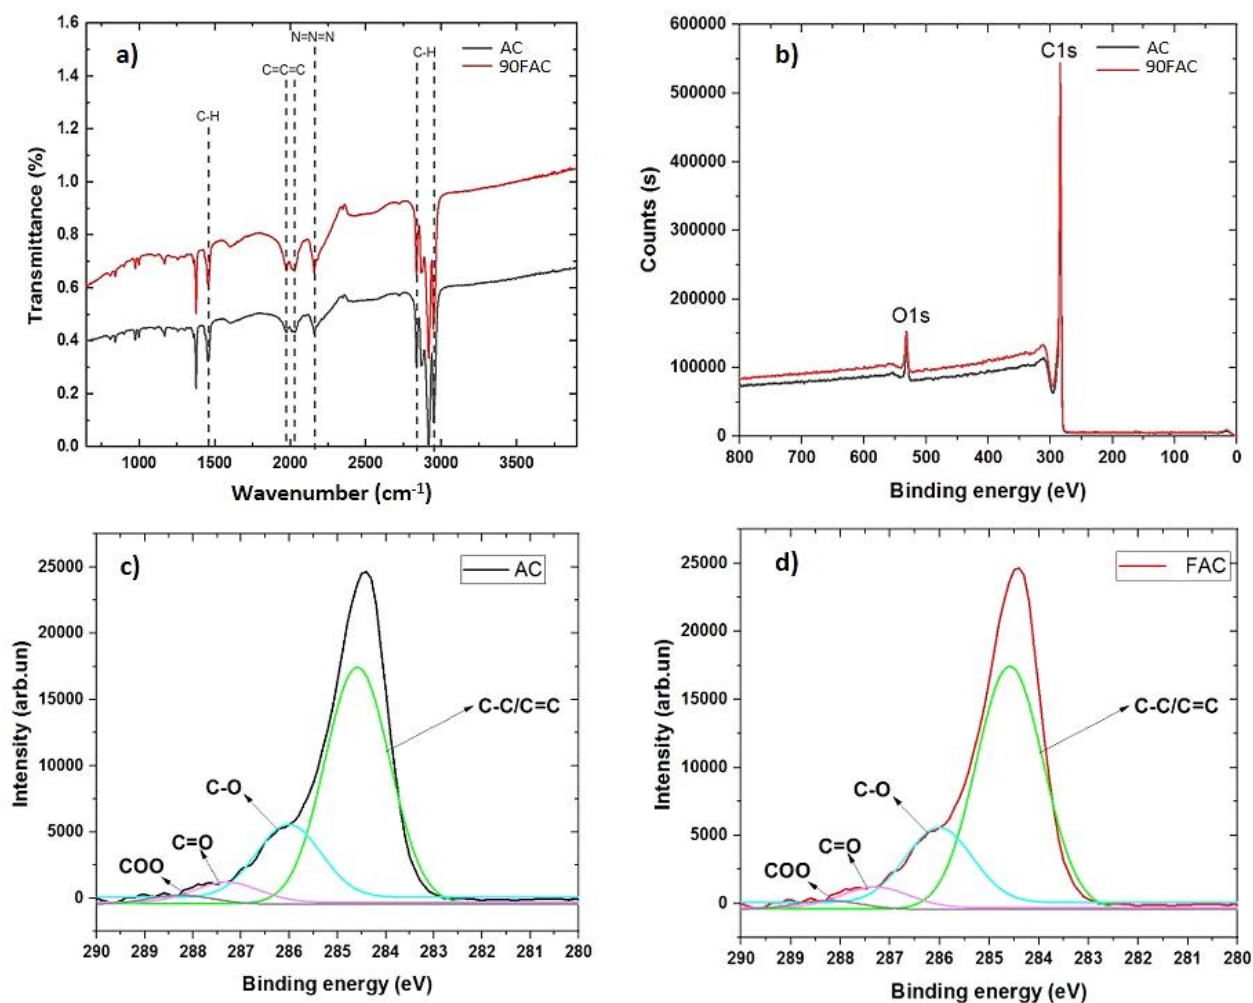 a)
1.6
1.4
1.2
1.0
0.8
0.6
0.4
0.2
0.0
Transmittance (%)
N=N=N
C=C=C
C-H
C-H
AC
90FAC
1000 1500 2000 2500 3000 3500
Wavenumber (cm-1)
b)
600000
500000
400000
300000
200000
100000
0
Counts (s)
C1s
O1s
AC
90FAC
800 700 600 500 400 300 200 100 0
Binding energy (eV)
c)
25000
20000
15000
10000
5000
0
Intensity (arb.un)
AC
C-C/C=C
C-O
C=O
COO
290 289 288 287 286 285 284 283 282 281 280
Binding energy (eV)
d)
25000
20000
15000
10000
5000
0
Intensity (arb.un)
FAC
C-C/C=C
C-O
C=O
COO
290 289 288 287 286 285 284 283 282 281 280
Binding energy (eV)